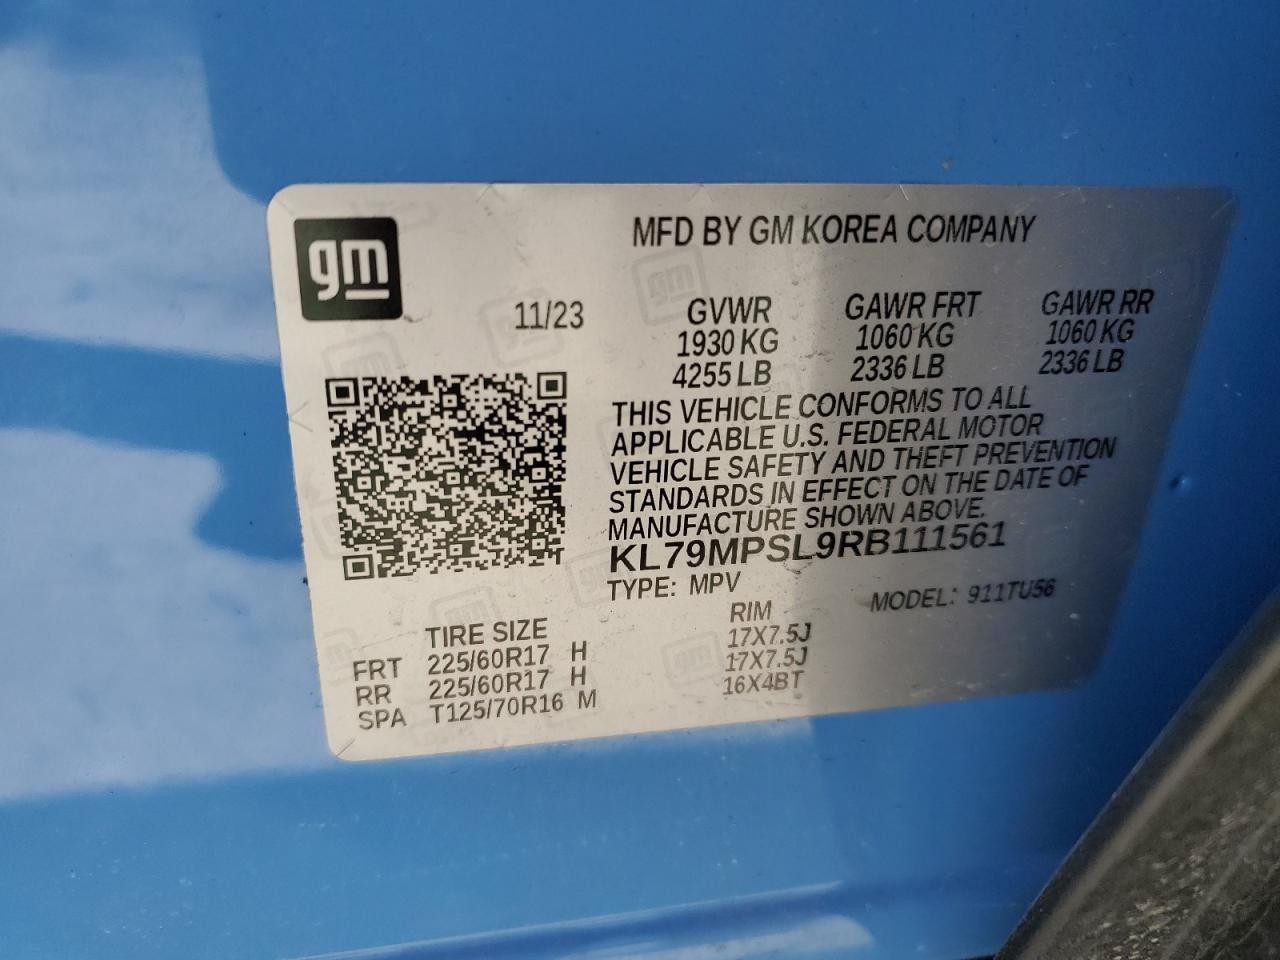 gm
MFD BY GM KOREA COMPANY
11/23
GVWR GAWR FRT GAWR RR
1930 KG 1060 KG 1060 KG
4255 LB 2336 LB 2336 LB
THIS VEHICLE CONFORMS TO ALL
APPLICABLE U.S. FEDERAL MOTOR
VEHICLE SAFETY AND THEFT PREVENTION
STANDARDS IN EFFECT ON THE DATE OF
MANUFACTURE SHOWN ABOVE.
KL79MPSL9RB111561
TYPE: MPV MODEL: 911TU56
TIRE SIZE RIM
FRT 225/60R17 H 17X7.5J
RR 225/60R17 H 17X7.5J
SPA T125/70R16 M 16X4BT